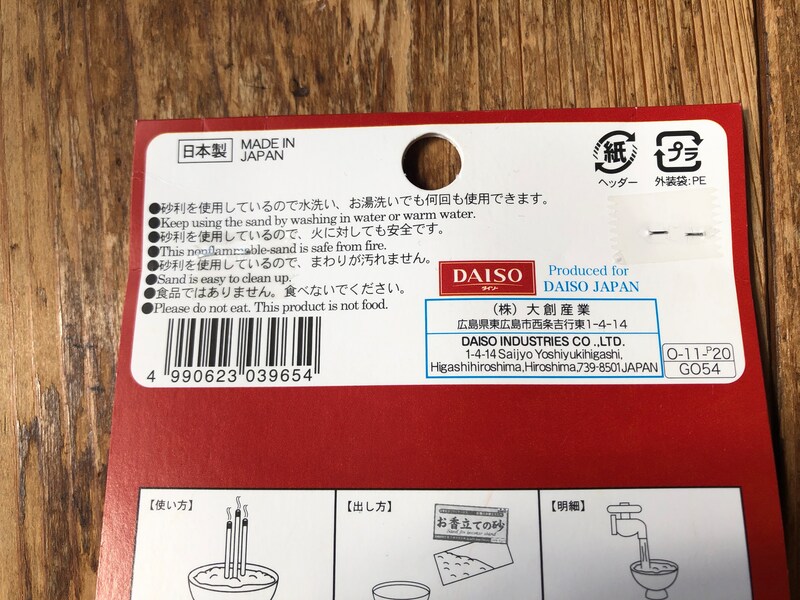 日本製 MADE IN
JAPAN
紙
ヘッダー
プラ
外装袋:PE
●砂利を使用しているので水洗い、お湯洗いでも何回も使用できます。
●Keep using the sand by washing in water or warm water.
●砂利を使用しているので、火に対しても安全です。
●This nonflammable-sand is safe from fire.
●砂利を使用しているので、まわりが汚れません。
●Sand is easy to clean up.
●食品ではありません。食べないでください。
●Please do not eat. This product is not food.
4 990623 039654
DAISO
ダイソー
Produced for
DAISO JAPAN
(株)大創産業
広島県東広島市西条吉行東1-4-14
DAISO INDUSTRIES CO.,LTD.
1-4-14 Saijyo Yoshiyukihigashi,
Higashihiroshima,Hiroshima,739-8501JAPAN
O-11-P20
GO54
【使い方】
【出し方】
お香立ての砂
【明細】